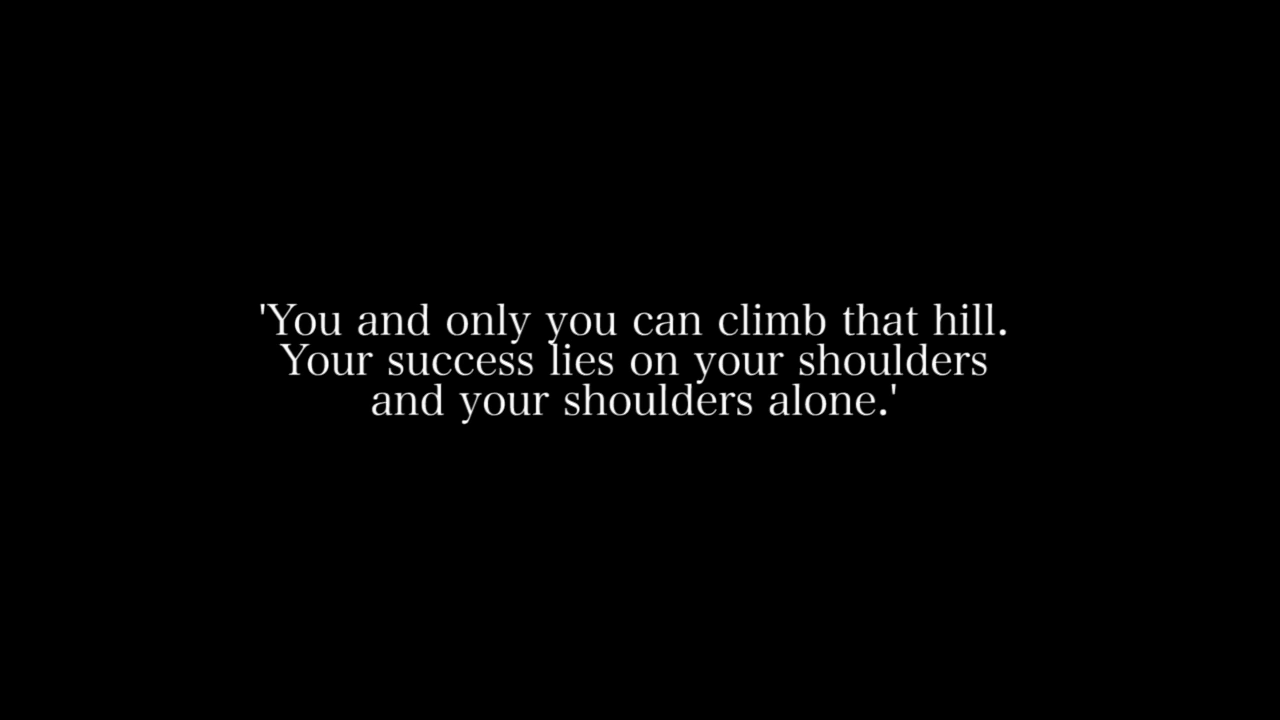 'You and only you can climb that hill.
Your success lies on your shoulders
and your shoulders alone.'